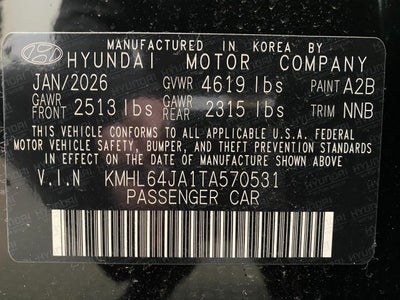 MANUFACTURED IN KOREA BY
HYUNDAI MOTOR COMPANY
JAN/2026 GVWR 4619 lbs PAINT A2B
GAWR FRONT 2513 lbs GAWR REAR 2315 lbs TRIM NNB
THIS VEHICLE CONFORMS TO ALL APPLICABLE U.S.A. FEDERAL
MOTOR VEHICLE SAFETY, BUMPER, AND THEFT PREVENTION STANDARDS
IN EFFECT ON THE DATE OF MANUFACTURE SHOWN ABOVE.
V.I.N KMHL64JA1TA570531
PASSENGER CAR